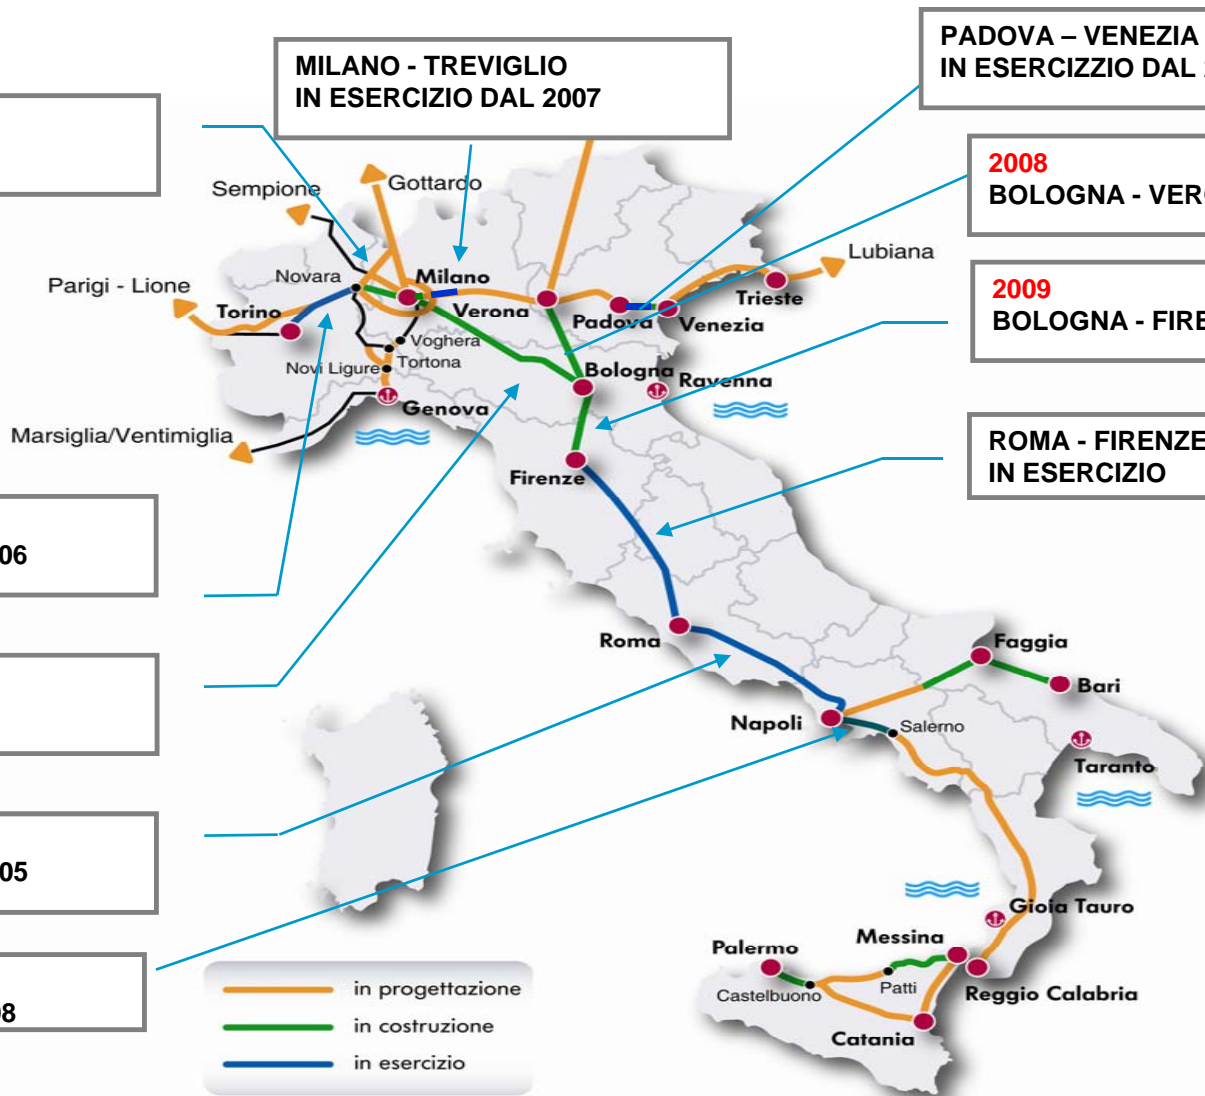 MILANO - TREVIGLIO
IN ESERCIZIO DAL 2007
PADOVA – VENEZIA
IN ESERCIZZIO DAL
2008
BOLOGNA - VERO
2009
BOLOGNA - FIRE
ROMA - FIRENZE
IN ESERCIZIO
06
05
08
Sempione
Gottardo
Lubiana
Parigi - Lione
Novara
Milano
Torino
Verona
Padova
Venezia
Trieste
Voghera
Tortona
Novi Ligure
Genova
Bologna
Ravenna
Marsiglia/Ventimiglia
Firenze
Roma
Faggia
Bari
Napoli
Salerno
Taranto
Gioia Tauro
Messina
Palermo
Castelbuono
Patti
Reggio Calabria
Catania
in progettazione
in costruzione
in esercizio